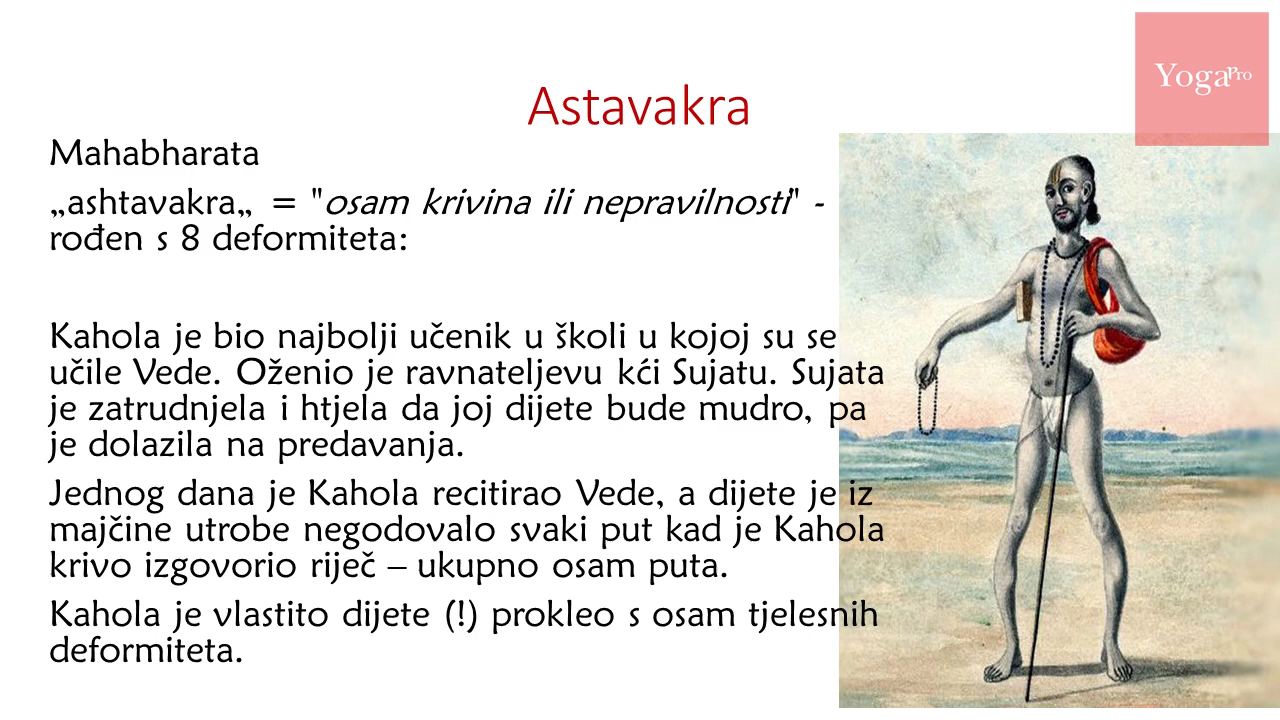 YogaPro
Astavakra
Mahabharata
„ashtavakra„ = "osam krivina ili nepravilnosti" -
rođen s 8 deformiteta:
Kahola je bio najbolji učenik u školi u kojoj su se
učile Vede. Oženio je ravnateljevu kći Sujatu. Sujata
je zatrudnjela i htjela da joj dijete bude mudro, pa
je dolazila na predavanja.
Jednog dana je Kahola recitirao Vede, a dijete je iz
majčine utrobe negodovalo svaki put kad je Kahola
krivo izgovorio riječ – ukupno osam puta.
Kahola je vlastito dijete (!) prokleo s osam tjelesnih
deformiteta.